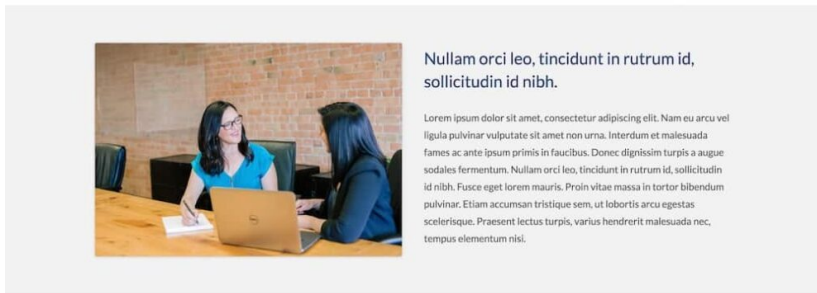 Nullam orci leo, tincidunt in rutrum id,
sollicitudin id nibh.
Lorem ipsum dolor sit amet, consectetur adipiscing elit. Nam eu arcu vel
ligula pulvinar vulputate sit amet non urna. Interdum et malesuada
fames ac ante ipsum primis in faucibus. Donec dignissim turpis a augue
sodales fermentum. Nullam orci leo, tincidunt in rutrum id, sollicitudin
id nibh. Fusce eget lorem mauris. Proin vitae massa in tortor bibendum
pulvinar. Etiam accumsan tristique sem, ut lobortis arcu egestas
scelerisque. Praesent lectus turpis, varius hendrerit malesuada nec,
tempus elementum nisi.